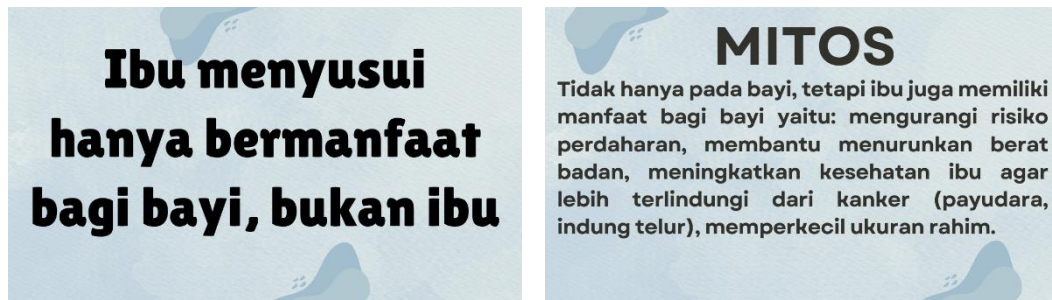 Ibu menyusui
hanya bermanfaat
bagi bayi, bukan ibu
MITOS
Tidak hanya pada bayi, tetapi ibu juga memiliki
manfaat bagi bayi yaitu: mengurangi risiko
perdaharan, membantu menurunkan berat
badan, meningkatkan kesehatan ibu agar
lebih terlindungi dari kanker (payudara,
indung telur), memperkecil ukuran rahim.